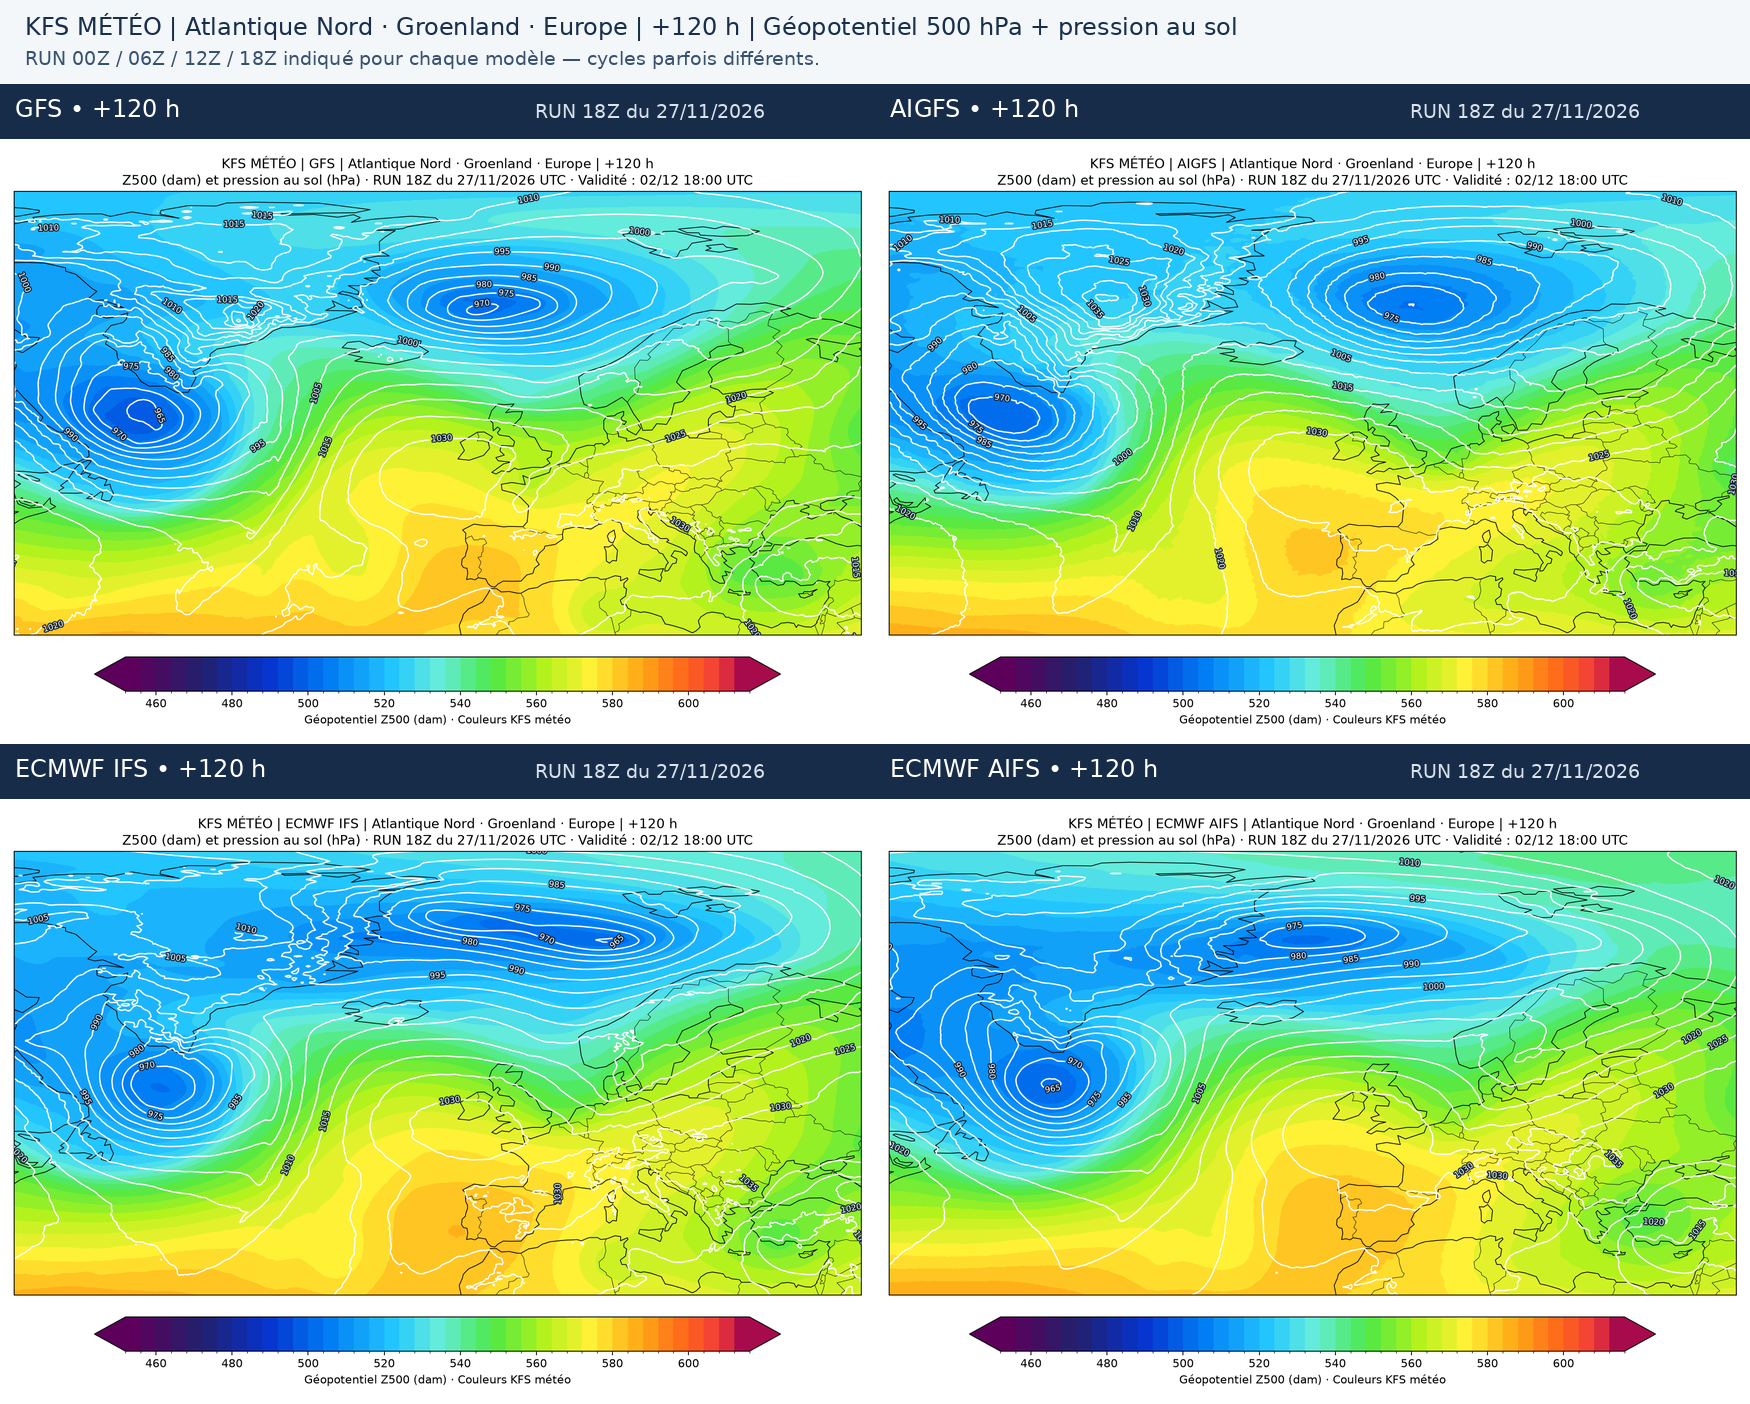 KFS MÉTÉO | Atlantique Nord · Groenland · Europe | +120 h | Géopotentiel 500 hPa + pression au sol
RUN 00Z / 06Z / 12Z / 18Z indiqué pour chaque modèle — cycles parfois différents.
GFS • +120 h RUN 18Z du 27/11/2026
KFS MÉTÉO | GFS | Atlantique Nord · Groenland · Europe | +120 h
Z500 (dam) et pression au sol (hPa) · RUN 18Z du 27/11/2026 UTC · Validité : 02/12 18:00 UTC
460 480 500 520 540 560 580 600
Géopotentiel Z500 (dam) · Couleurs KFS météo
AIGFS • +120 h RUN 18Z du 27/11/2026
KFS MÉTÉO | AIGFS | Atlantique Nord · Groenland · Europe | +120 h
Z500 (dam) et pression au sol (hPa) · RUN 18Z du 27/11/2026 UTC · Validité : 02/12 18:00 UTC
460 480 500 520 540 560 580 600
Géopotentiel Z500 (dam) · Couleurs KFS météo
ECMWF IFS • +120 h RUN 18Z du 27/11/2026
KFS MÉTÉO | ECMWF IFS | Atlantique Nord · Groenland · Europe | +120 h
Z500 (dam) et pression au sol (hPa) · RUN 18Z du 27/11/2026 UTC · Validité : 02/12 18:00 UTC
460 480 500 520 540 560 580 600
Géopotentiel Z500 (dam) · Couleurs KFS météo
ECMWF AIFS • +120 h RUN 18Z du 27/11/2026
KFS MÉTÉO | ECMWF AIFS | Atlantique Nord · Groenland · Europe | +120 h
Z500 (dam) et pression au sol (hPa) · RUN 18Z du 27/11/2026 UTC · Validité : 02/12 18:00 UTC
460 480 500 520 540 560 580 600
Géopotentiel Z500 (dam) · Couleurs KFS météo